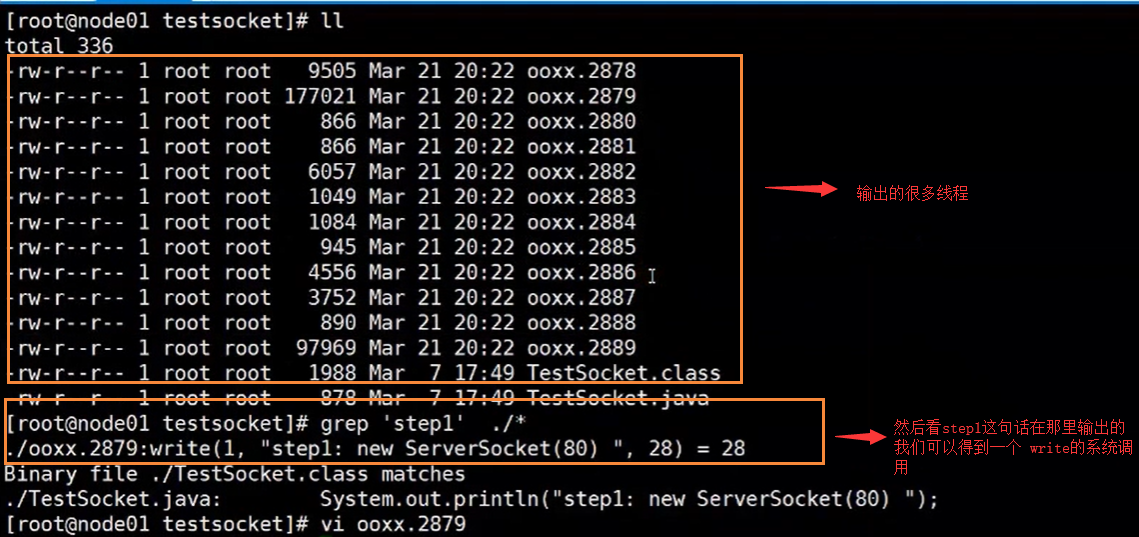 [root@node01 testsocket]# ll
total 336
-rw-r--r-- 1 root root   9505 Mar 21 20:22 ooxx.2878
-rw-r--r-- 1 root root 177021 Mar 21 20:22 ooxx.2879
-rw-r--r-- 1 root root    866 Mar 21 20:22 ooxx.2880
-rw-r--r-- 1 root root    866 Mar 21 20:22 ooxx.2881
-rw-r--r-- 1 root root   6057 Mar 21 20:22 ooxx.2882
-rw-r--r-- 1 root root   1049 Mar 21 20:22 ooxx.2883
-rw-r--r-- 1 root root   1084 Mar 21 20:22 ooxx.2884
-rw-r--r-- 1 root root    945 Mar 21 20:22 ooxx.2885
-rw-r--r-- 1 root root   4556 Mar 21 20:22 ooxx.2886
-rw-r--r-- 1 root root   3752 Mar 21 20:22 ooxx.2887
-rw-r--r-- 1 root root    890 Mar 21 20:22 ooxx.2888
-rw-r--r-- 1 root root  97969 Mar 21 20:22 ooxx.2889
-rw-r--r-- 1 root root   1988 Mar  7 17:49 TestSocket.class
-rw-r--r-- 1 root root    878 Mar  7 17:49 TestSocket.java
输出的很多线程
[root@node01 testsocket]# grep 'step1'  ./*
./ooxx.2879:write(1, "step1: new ServerSocket(80) ", 28) = 28
Binary file ./TestSocket.class matches
./TestSocket.java:        System.out.println("step1: new ServerSocket(80) ");
[root@node01 testsocket]# vi ooxx.2879
然后看step1这句话在那里输出的
我们可以得到一个 write的系统调
用